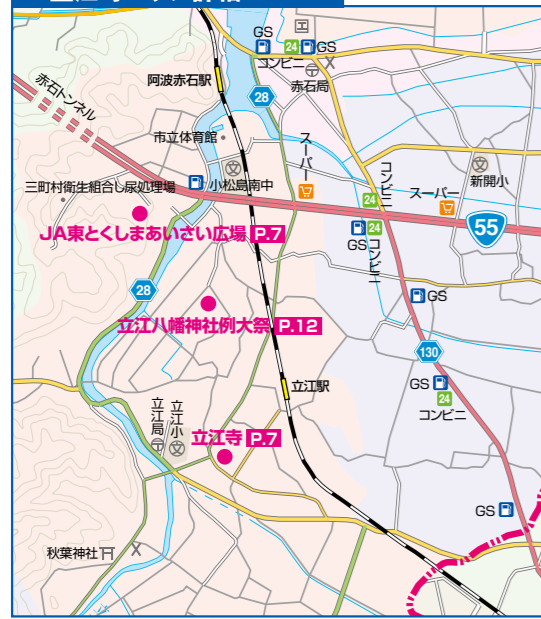 GS
24
GS
コンビニ
赤石局
阿波赤石駅
28
赤石トンネル
市立体育館
スーパー
小松島南中
三町村衛生組合し尿処理場
コンビニ
24
スーパー
新開小
55
JA東とくしまあいさい広場 P.7
GS
24
コンビニ
28
GS
立江八幡神社例大祭 P.12
130
立江駅
GS
24
コンビニ
立江局
立江小
立江寺 P.7
GS
秋葉神社